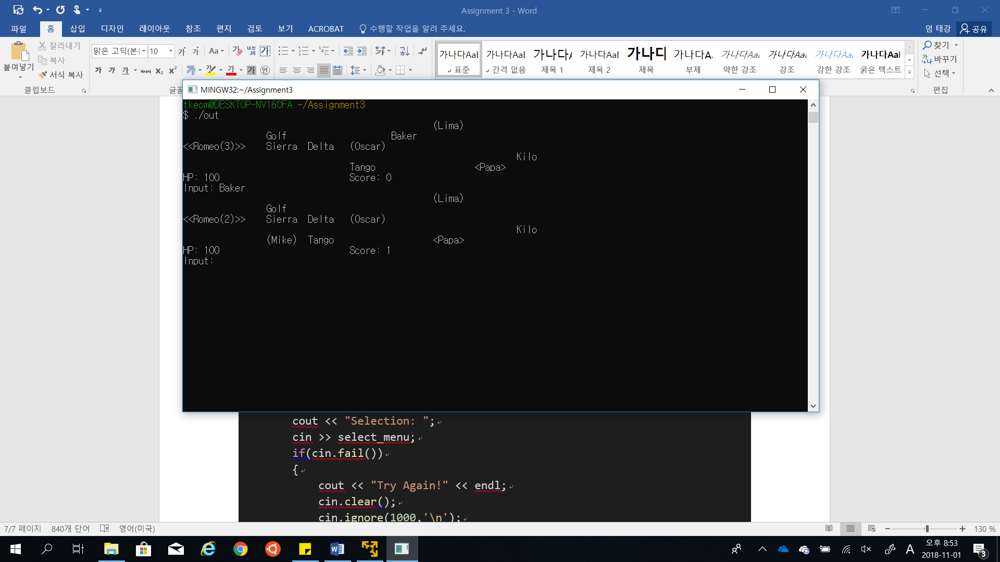 Assignment 3 - Word
파일 홈 삽입 디자인 레이아웃 참조 편지 검토 보기 ACROBAT 수행할 작업을 알려 주세요. 엄 태강 공유
붙여넣기
잘라내기
복사
서식 복사
클립보드
맑은 고딕(본 10
가나다AaB 표준
가나다AaB 간격 없음
가나다A 제목 1
가나다AaB 제목 2
가나다 제목
가나다A 부제
가나다Aa 약한 강조
가나다Aal 강조
가나다Aal 강한 강조
가나다Aal 굵은 텍스트
찾기
바꾸기
선택
편집
MINGW32:~/Assignment3
tkeom@DESKTOP-NV160FA ~/Assignment3
$ ./out
(Lima)
Golf Baker
<<Romeo(3)>> Sierra Delta (Oscar)
Kilo
Tango <Papa>
HP: 100 Score: 0
Input: Baker
(Lima)
Golf
<<Romeo(2)>> Sierra Delta (Oscar)
Kilo
(Mike) Tango <Papa>
HP: 100 Score: 1
Input:
cout << "Selection: ";
cin >> select_menu;
if(cin.fail())
{
cout << "Try Again!" << endl;
cin.clear();
cin.ignore(1000,'\n');
7/7 페이지 840개 단어 영어(미국) 130 %
A 오후 8:53
2018-11-01
3